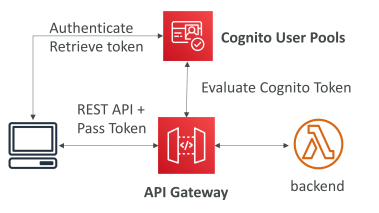 Authenticate
Retrieve token
Cognito User Pools
Evaluate Cognito Token
REST API +
Pass Token
</>
API Gateway
backend